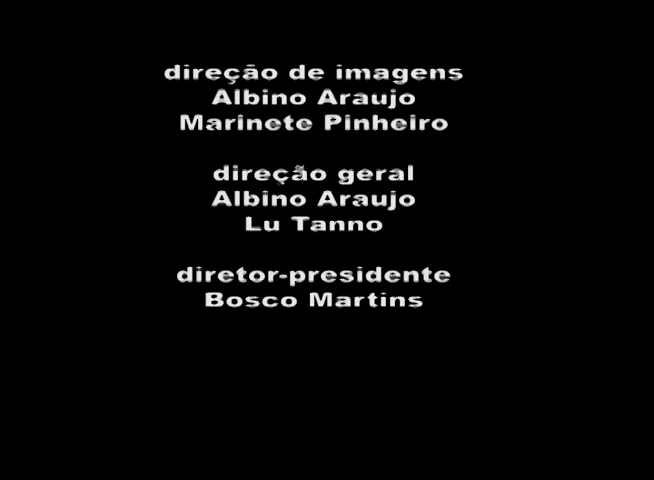 direção de imagens
Albino Araujo
Marinete Pinheiro
direção geral
Albino Araujo
Lu Tanno
diretor-presidente
Bosco Martins